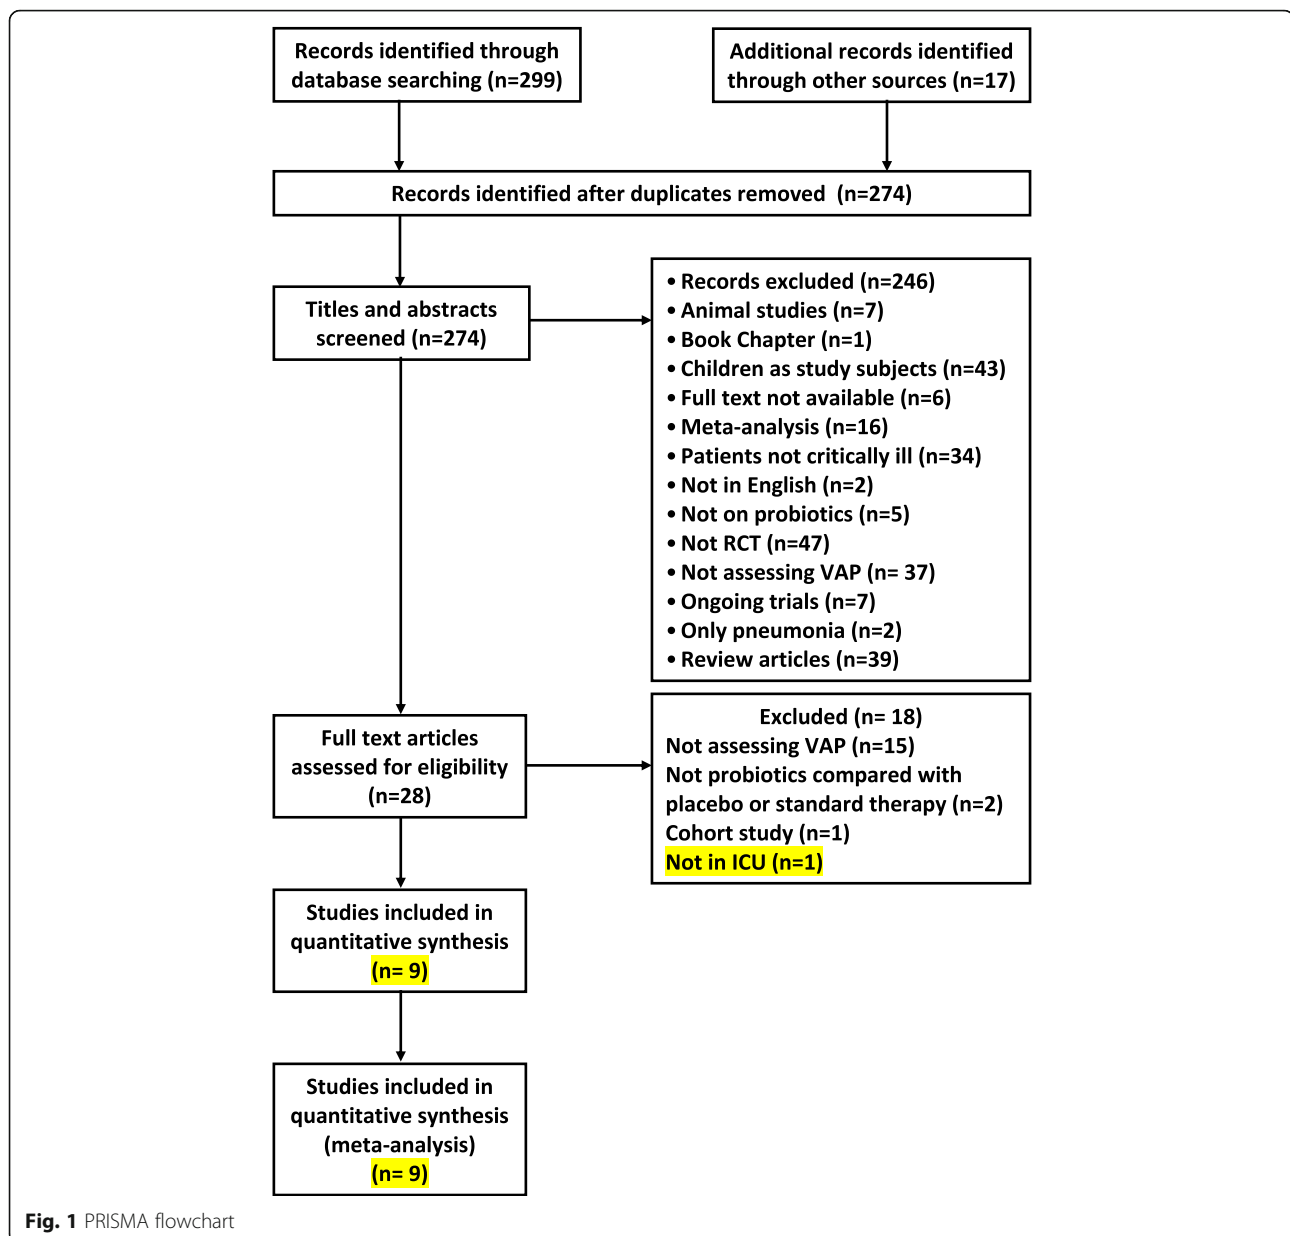 Records identified through
database searching (n=299)
Additional records identified
through other sources (n=17)
Records identified after duplicates removed (n=274)
Titles and abstracts
screened (n=274)
• Records excluded (n=246)
• Animal studies (n=7)
• Book Chapter (n=1)
• Children as study subjects (n=43)
• Full text not available (n=6)
• Meta-analysis (n=16)
• Patients not critically ill (n=34)
• Not in English (n=2)
• Not on probiotics (n=5)
• Not RCT (n=47)
• Not assessing VAP (n= 37)
• Ongoing trials (n=7)
• Only pneumonia (n=2)
• Review articles (n=39)
Full text articles
assessed for eligibility
(n=28)
Excluded (n= 18)
Not assessing VAP (n=15)
Not probiotics compared with
placebo or standard therapy (n=2)
Cohort study (n=1)
Not in ICU (n=1)
Studies included in
quantitative synthesis
(n= 9)
Studies included in
quantitative synthesis
(meta-analysis)
(n= 9)
Fig. 1 PRISMA flowchart